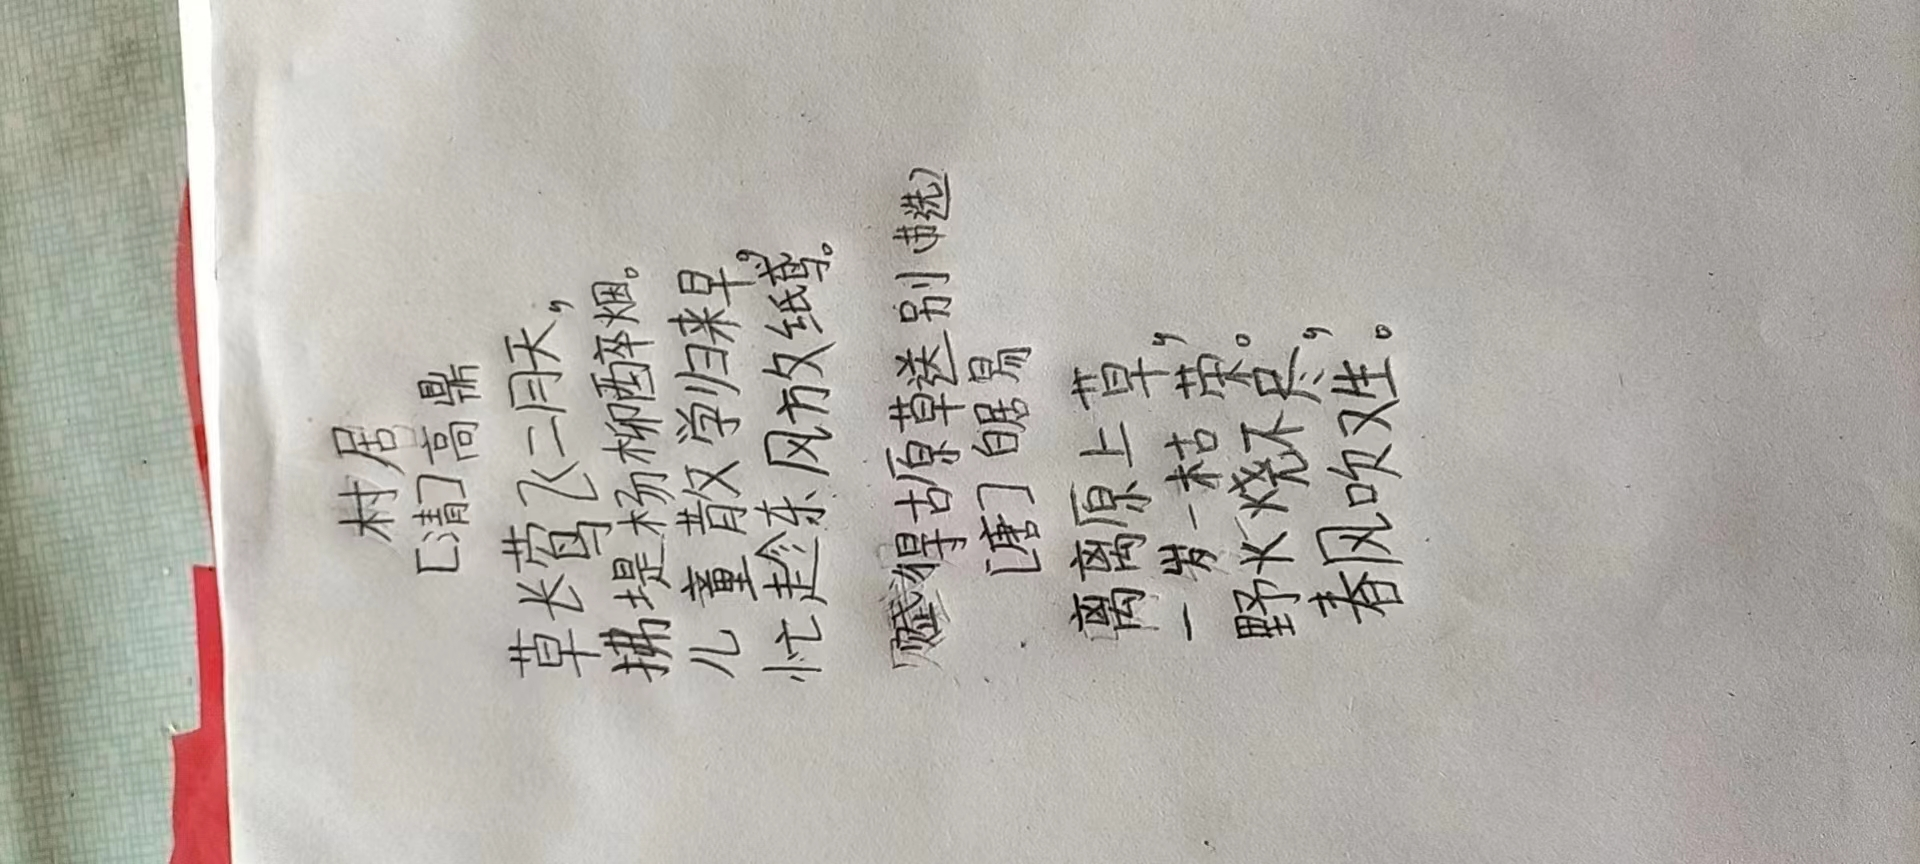 村居
[清]高鼎
草长莺飞二月天，
拂堤杨柳醉烟。
儿童散学归来早，
忙趁东风放纸鸢。
赋得古原草送别(节选)
[唐]白居易
离离原上草，
一岁一枯荣。
野火烧不尽，
春风吹又生。